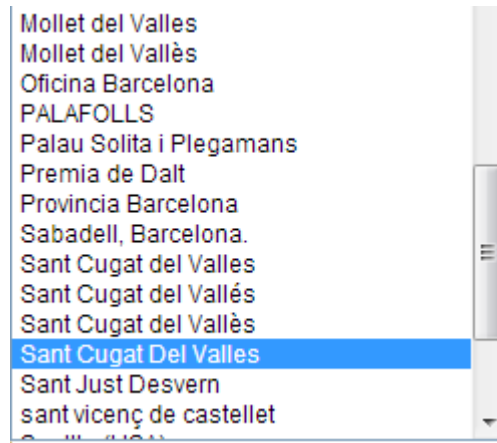 Mollet del Valles
Mollet del Vallès
Oficina Barcelona
PALAFOLLS
Palau Solita i Plegamans
Premia de Dalt
Provincia Barcelona
Sabadell, Barcelona.
Sant Cugat del Valles
Sant Cugat del Vallés
Sant Cugat del Vallès
Sant Cugat Del Valles
Sant Just Desvern
sant vicenç de castellet